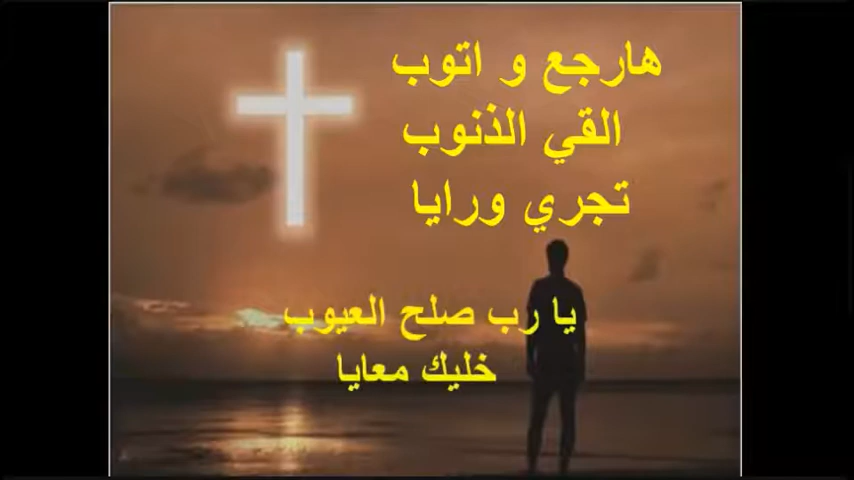 هارجع و اتوب
القي الذنوب
تجري ورايا
يا رب صلح العيوب
خليك معايا